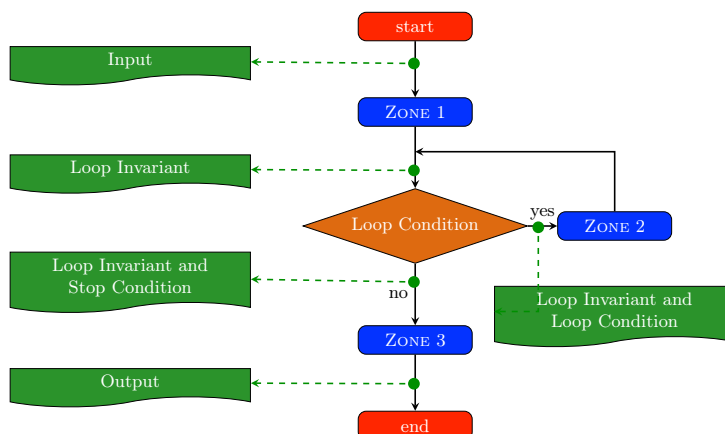 start
Input
ZONE 1
Loop Invariant
Loop Condition
yes
ZONE 2
Loop Invariant and
Stop Condition
no
Loop Invariant and
Loop Condition
ZONE 3
Output
end